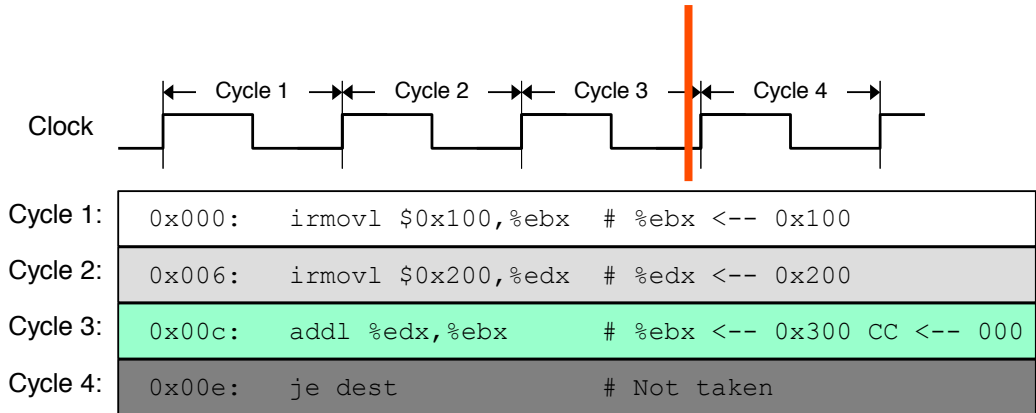 Cycle 1 Cycle 2 Cycle 3 Cycle 4
Clock
Cycle 1: 0x000: irmovl $0x100,%ebx # %ebx <-- 0x100
Cycle 2: 0x006: irmovl $0x200,%edx # %edx <-- 0x200
Cycle 3: 0x00c: addl %edx,%ebx # %ebx <-- 0x300 CC <-- 000
Cycle 4: 0x00e: je dest # Not taken